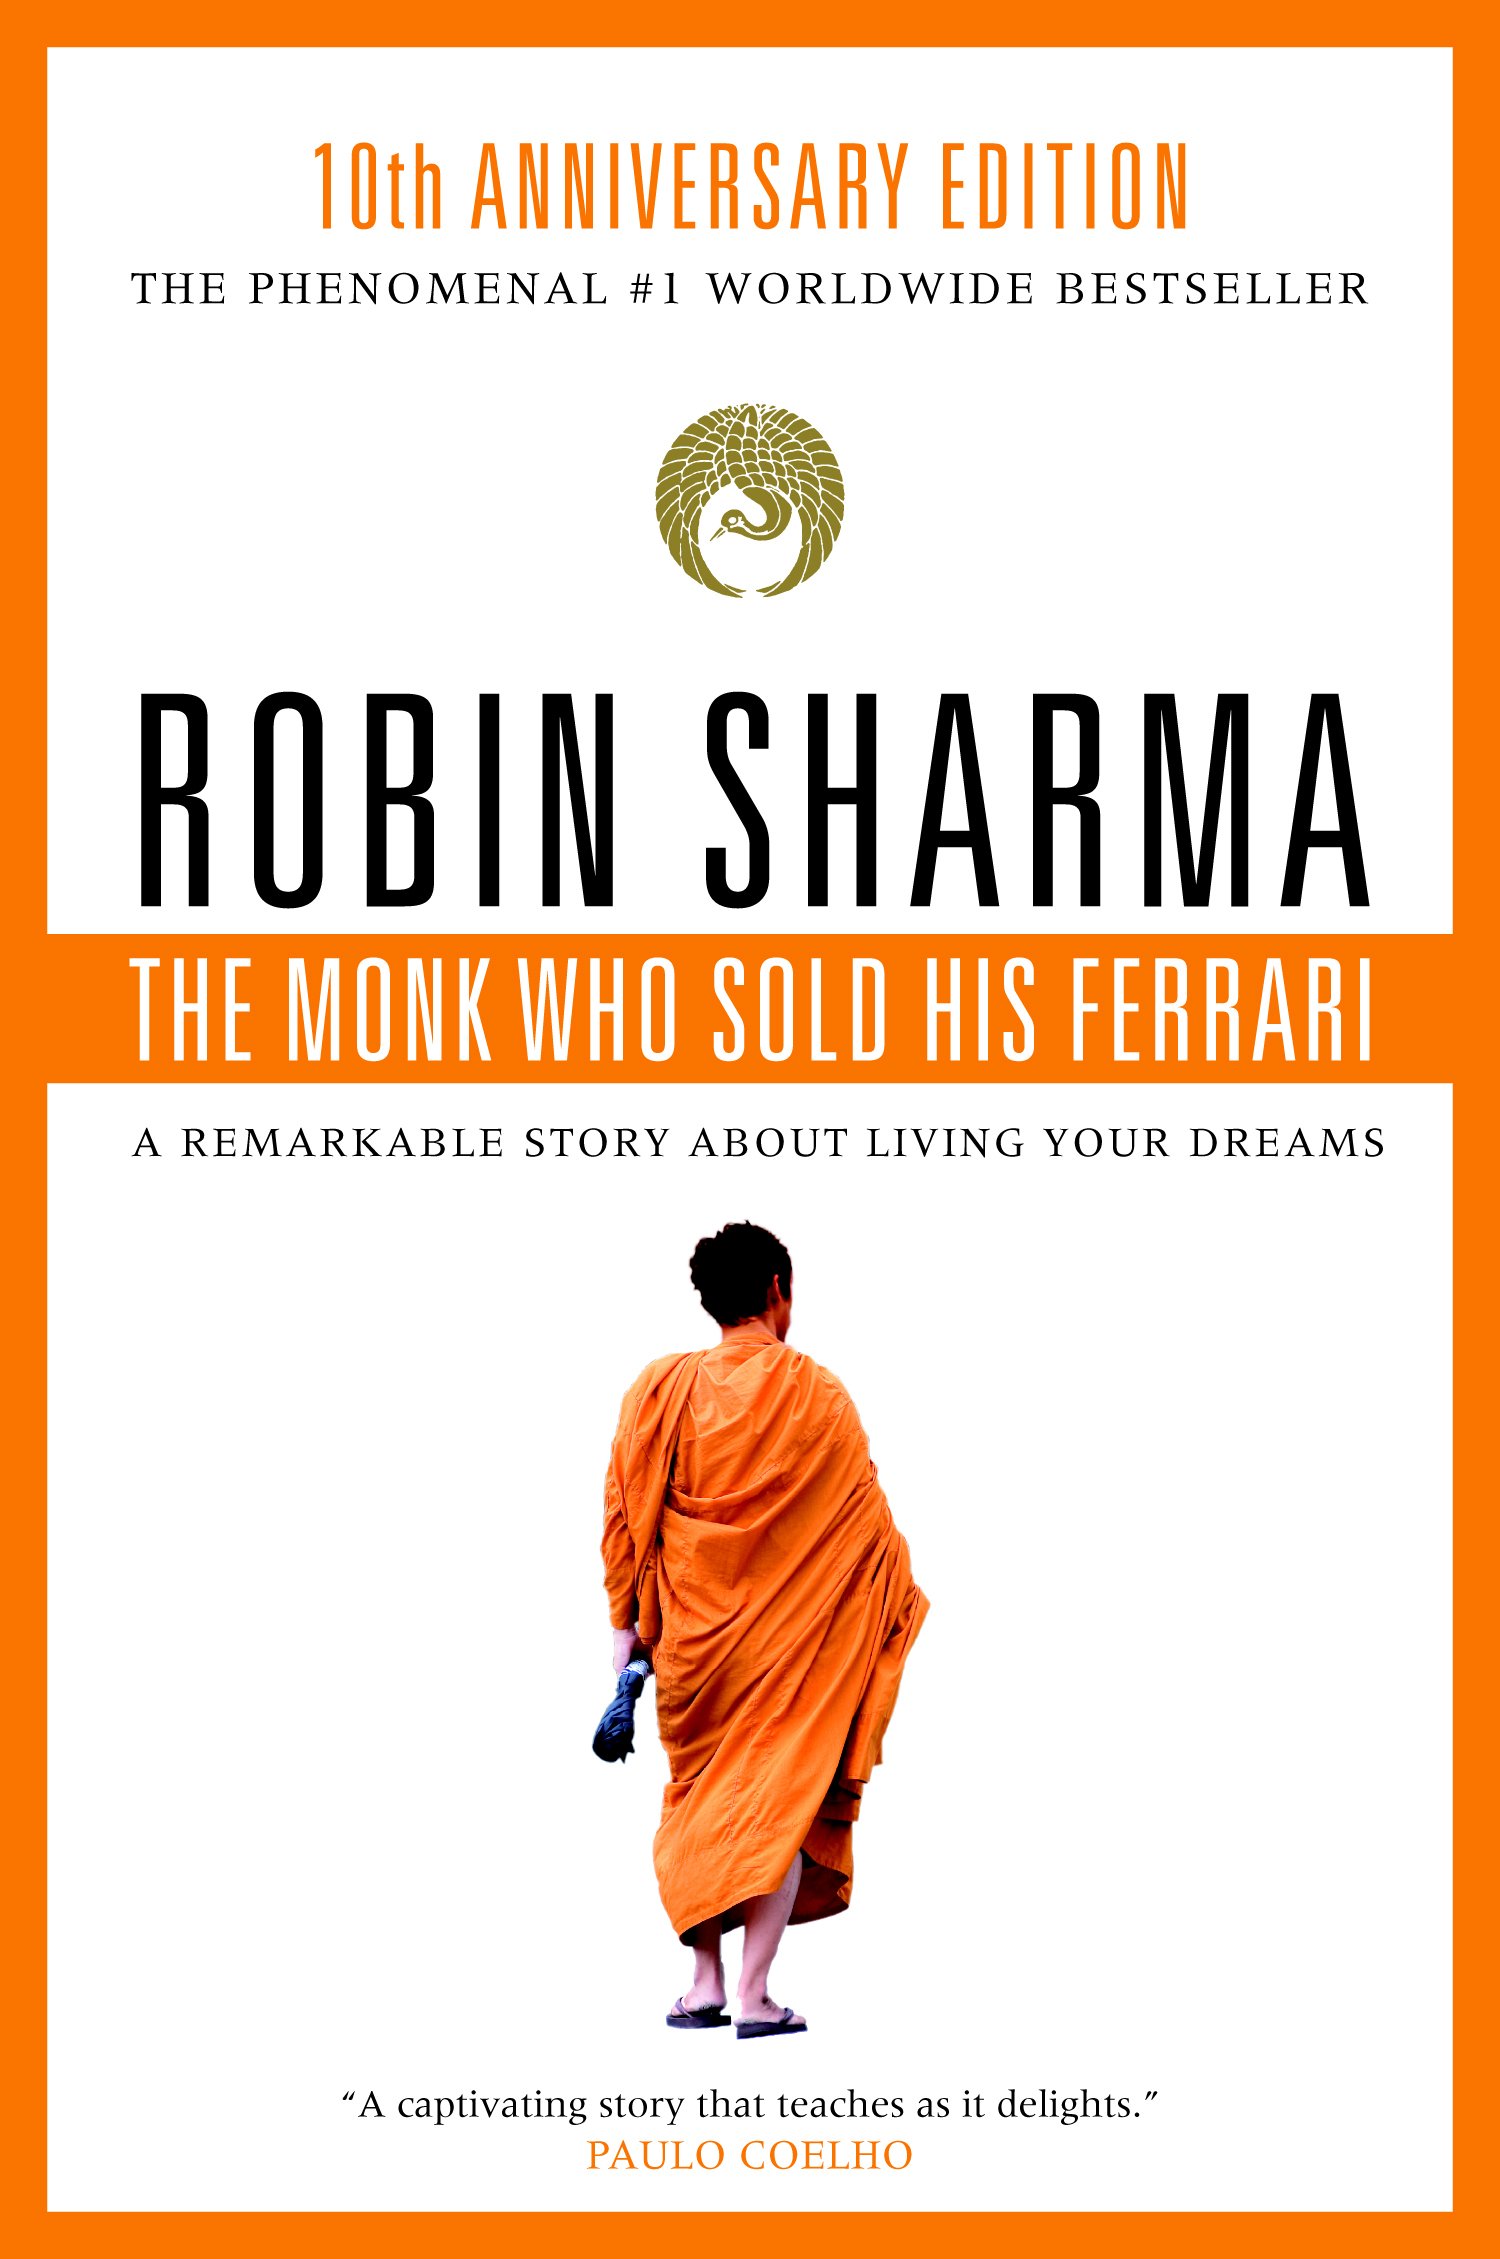 10th ANNIVERSARY EDITION
THE PHENOMENAL #1 WORLDWIDE BESTSELLER
ROBIN SHARMA
THE MONK WHO SOLD HIS FERRARI
A REMARKABLE STORY ABOUT LIVING YOUR DREAMS
“A captivating story that teaches as it delights.”
PAULO COELHO